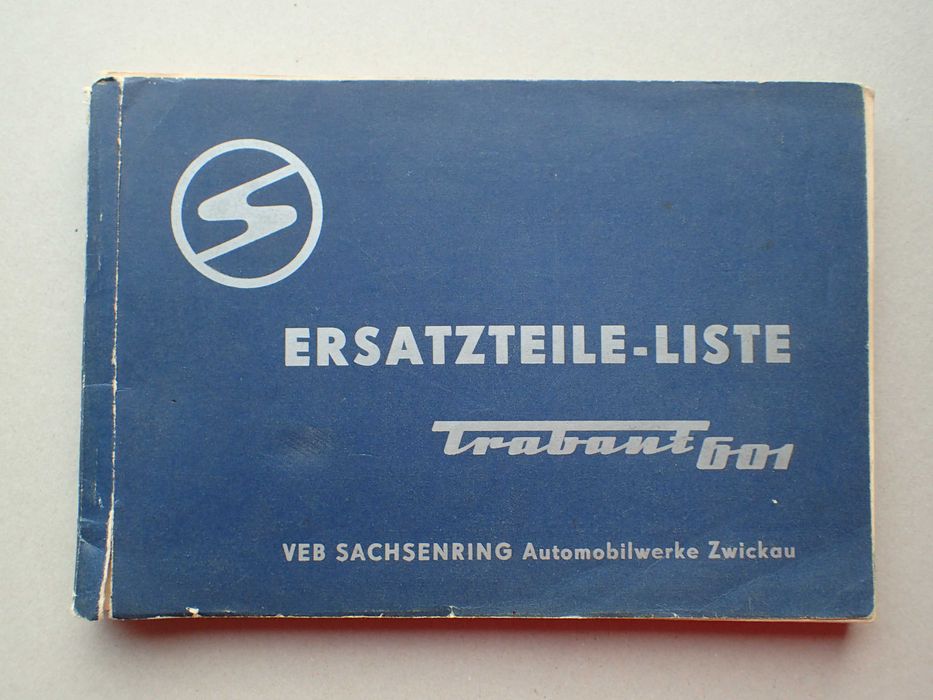 S
ERSATZTEILE-LISTE
Trabant 601
VEB SACHSENRING Automobilwerke Zwickau